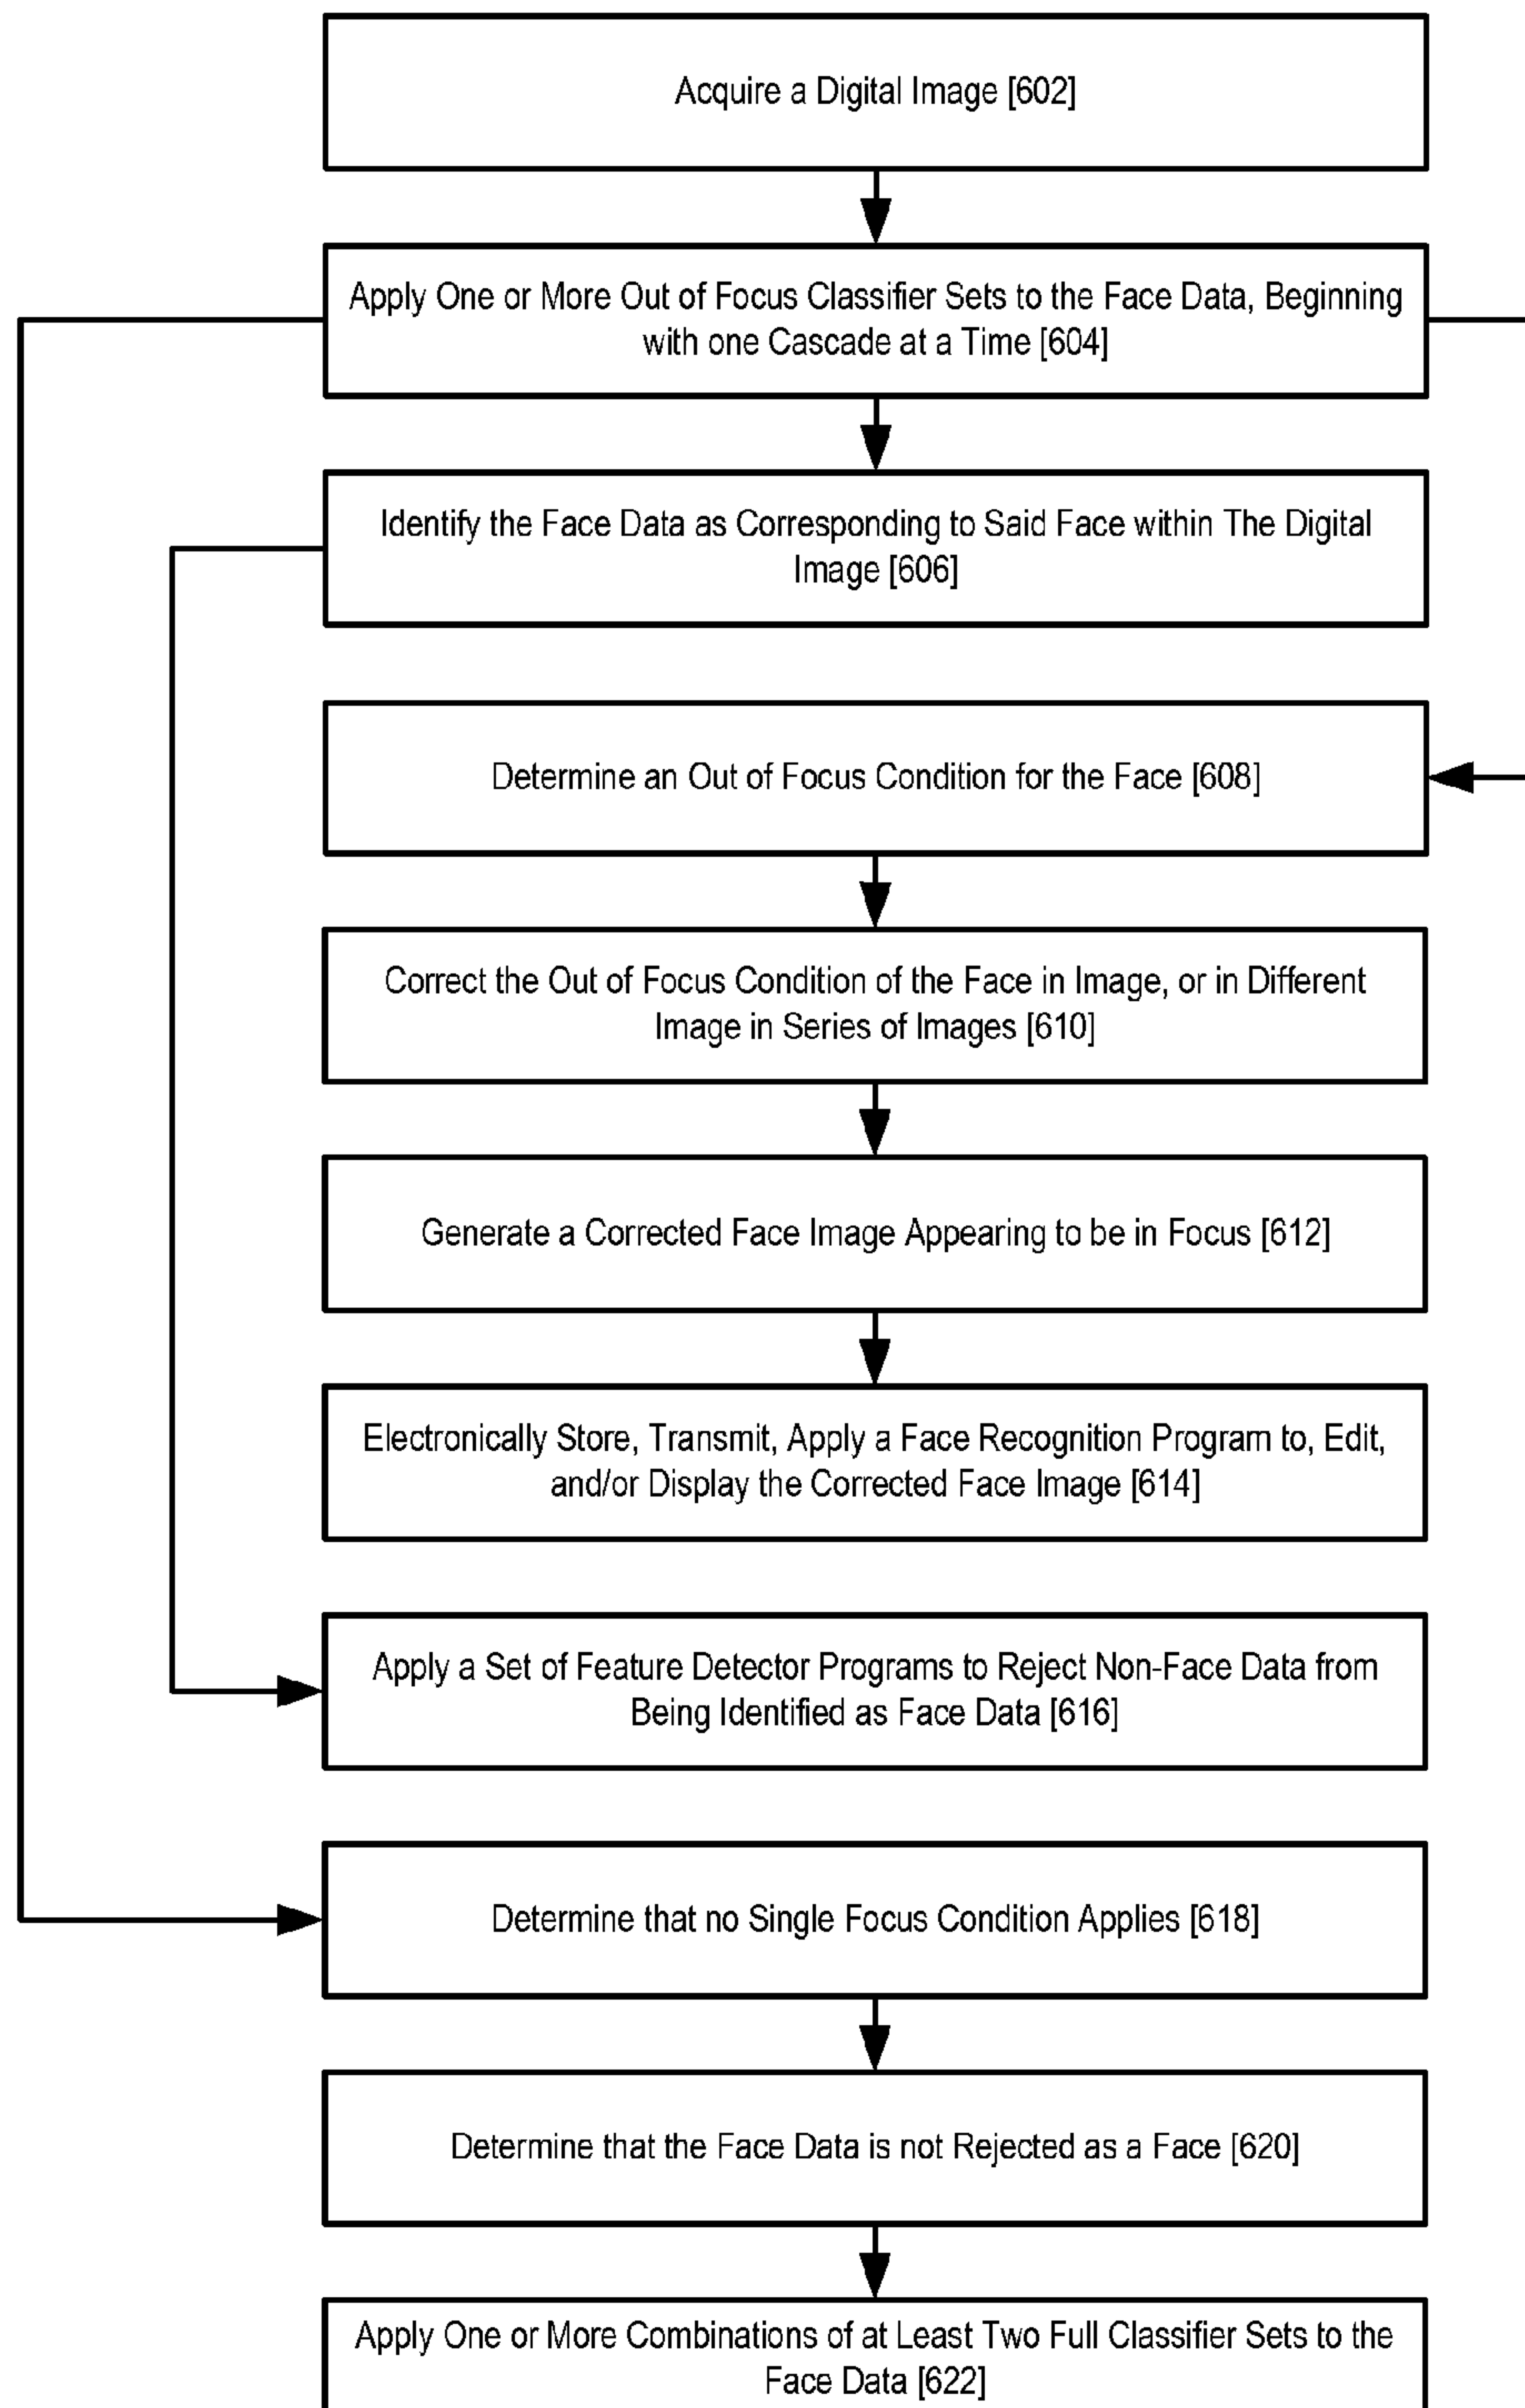 Acquire a Digital Image [602]
Apply One or More Out of Focus Classifier Sets to the Face Data, Beginning
with one Cascade at a Time [604]
Identify the Face Data as Corresponding to Said Face within The Digital
Image [606]
Determine an Out of Focus Condition for the Face [608]
Correct the Out of Focus Condition of the Face in Image, or in Different
Image in Series of Images [610]
Generate a Corrected Face Image Appearing to be in Focus [612]
Electronically Store, Transmit, Apply a Face Recognition Program to, Edit,
and/or Display the Corrected Face Image [614]
Apply a Set of Feature Detector Programs to Reject Non-Face Data from
Being Identified as Face Data [616]
Determine that no Single Focus Condition Applies [618]
Determine that the Face Data is not Rejected as a Face [620]
Apply One or More Combinations of at Least Two Full Classifier Sets to the
Face Data [622]